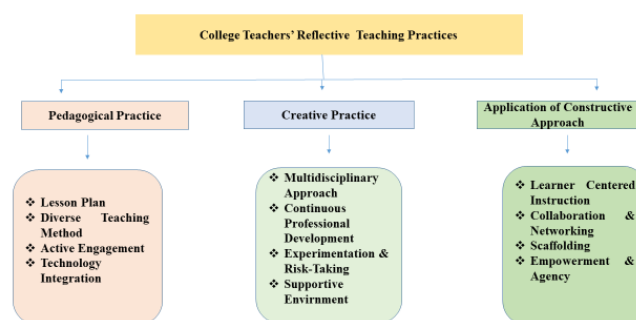 College Teachers' Reflective Teaching Practices
Pedagogical Practice
Creative Practice
Application of Constructive
Approach
❖ Lesson Plan
❖ Diverse Teaching
Method
❖ Active Engagement
❖ Technology
Integration
❖ Multidisciplinary
Approach
❖ Continuous
Professional
Development
❖ Experimentation &
Risk-Taking
❖ Supportive
Envirnment
❖ Learner Centered
Instruction
❖ Collaboration &
Networking
❖ Scaffolding
❖ Empowerment &
Agency